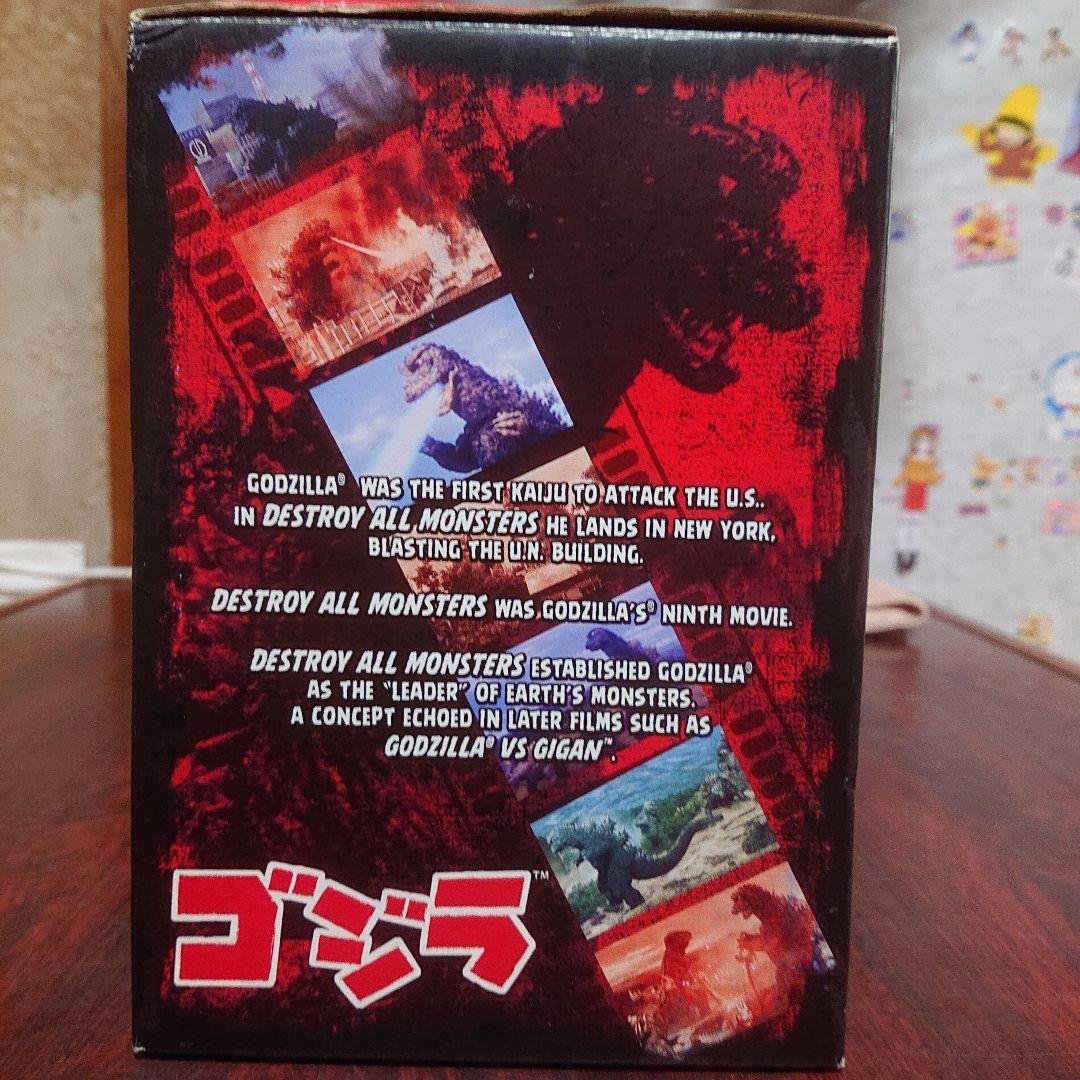 GODZILLA® WAS THE FIRST KAIJU TO ATTACK THE U.S..
IN DESTROY ALL MONSTERS HE LANDS IN NEW YORK,
BLASTING THE U.N. BUILDING.
DESTROY ALL MONSTERS WAS GODZILLA'S® NINTH MOVIE.
DESTROY ALL MONSTERS ESTABLISHED GODZILLA®
AS THE "LEADER" OF EARTH'S MONSTERS.
A CONCEPT ECHOED IN LATER FILMS SUCH AS
GODZILLA® VS GIGAN™.
ゴジラ™